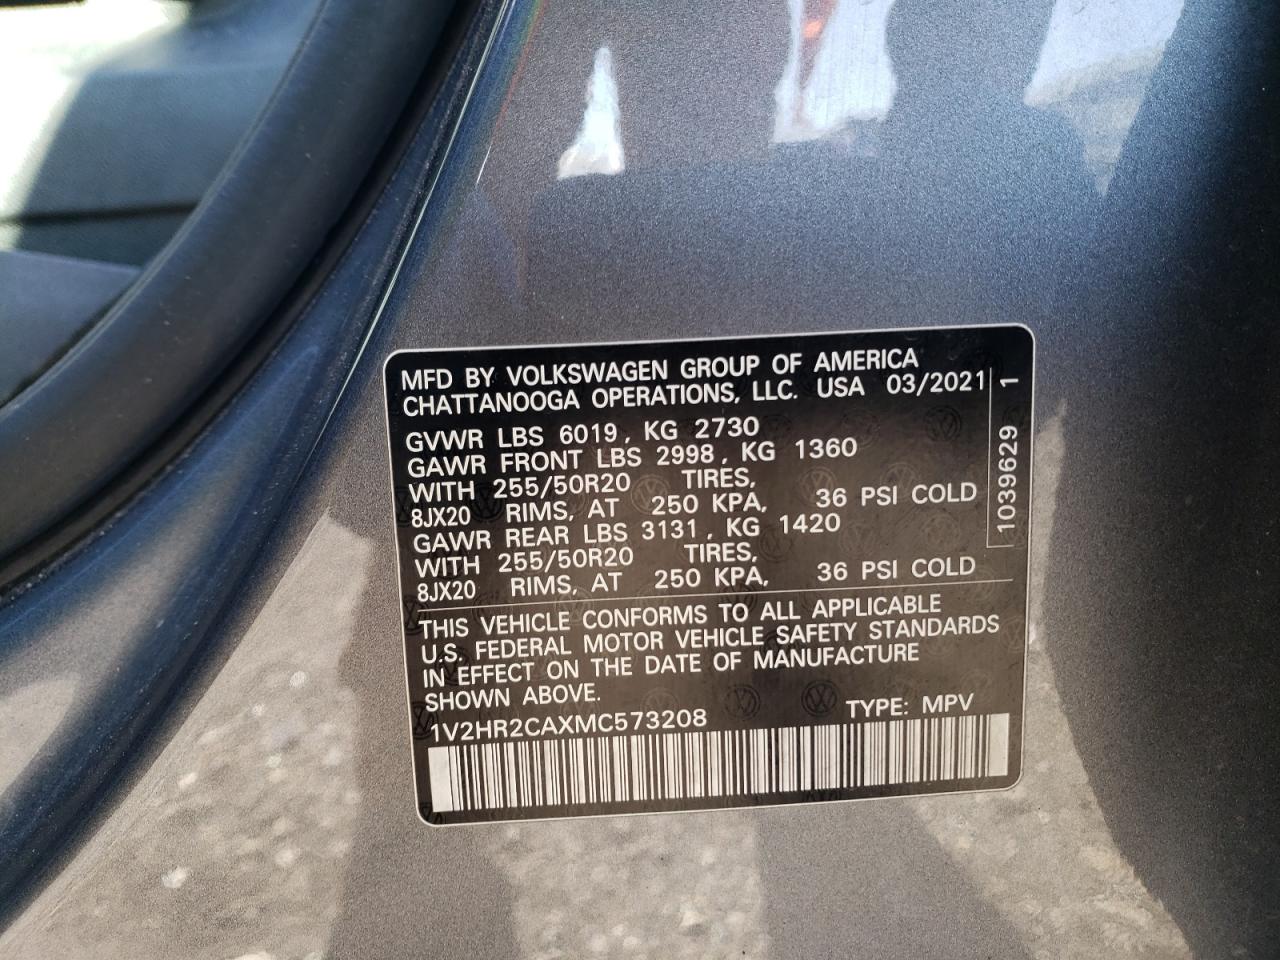 MFD BY VOLKSWAGEN GROUP OF AMERICA
CHATTANOOGA OPERATIONS, LLC. USA 03/2021
GVWR LBS 6019, KG 2730
GAWR FRONT LBS 2998, KG 1360
WITH 255/50R20 TIRES,
8JX20 RIMS, AT 250 KPA, 36 PSI COLD
GAWR REAR LBS 3131, KG 1420
WITH 255/50R20 TIRES,
8JX20 RIMS, AT 250 KPA, 36 PSI COLD
1039629 1
THIS VEHICLE CONFORMS TO ALL APPLICABLE
U.S. FEDERAL MOTOR VEHICLE SAFETY STANDARDS
IN EFFECT ON THE DATE OF MANUFACTURE
SHOWN ABOVE.
1V2HR2CAXMC573208 TYPE: MPV